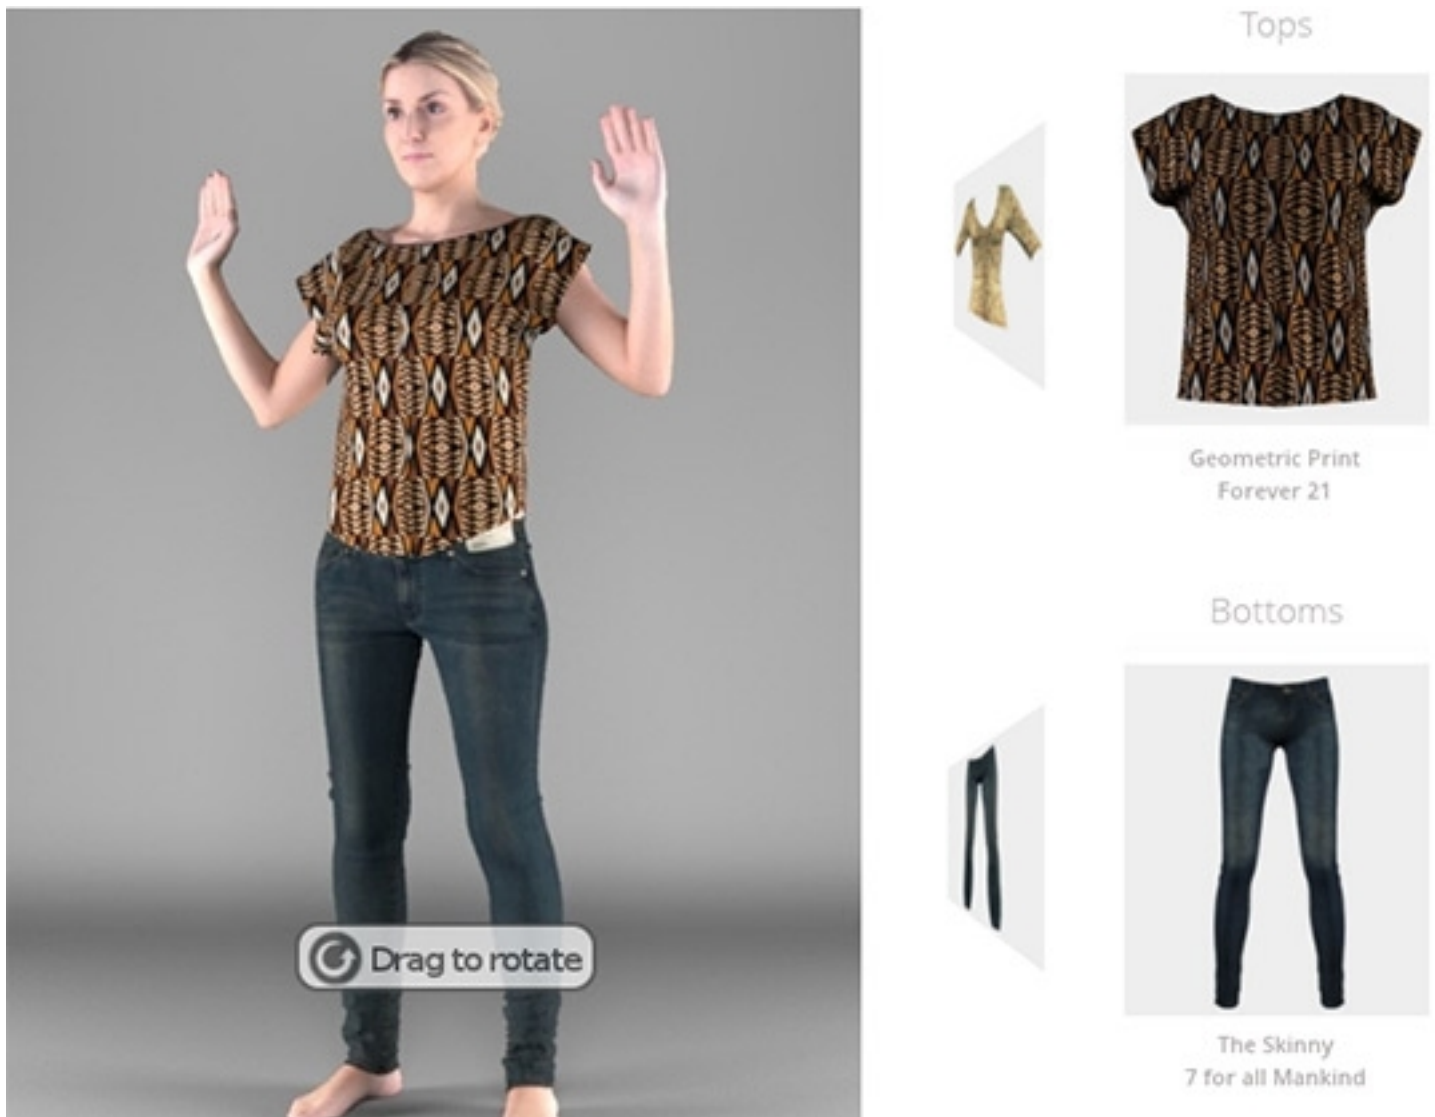 Tops
Geometric Print
Forever 21
Bottoms
Drag to rotate
The Skinny
7 for all Mankind